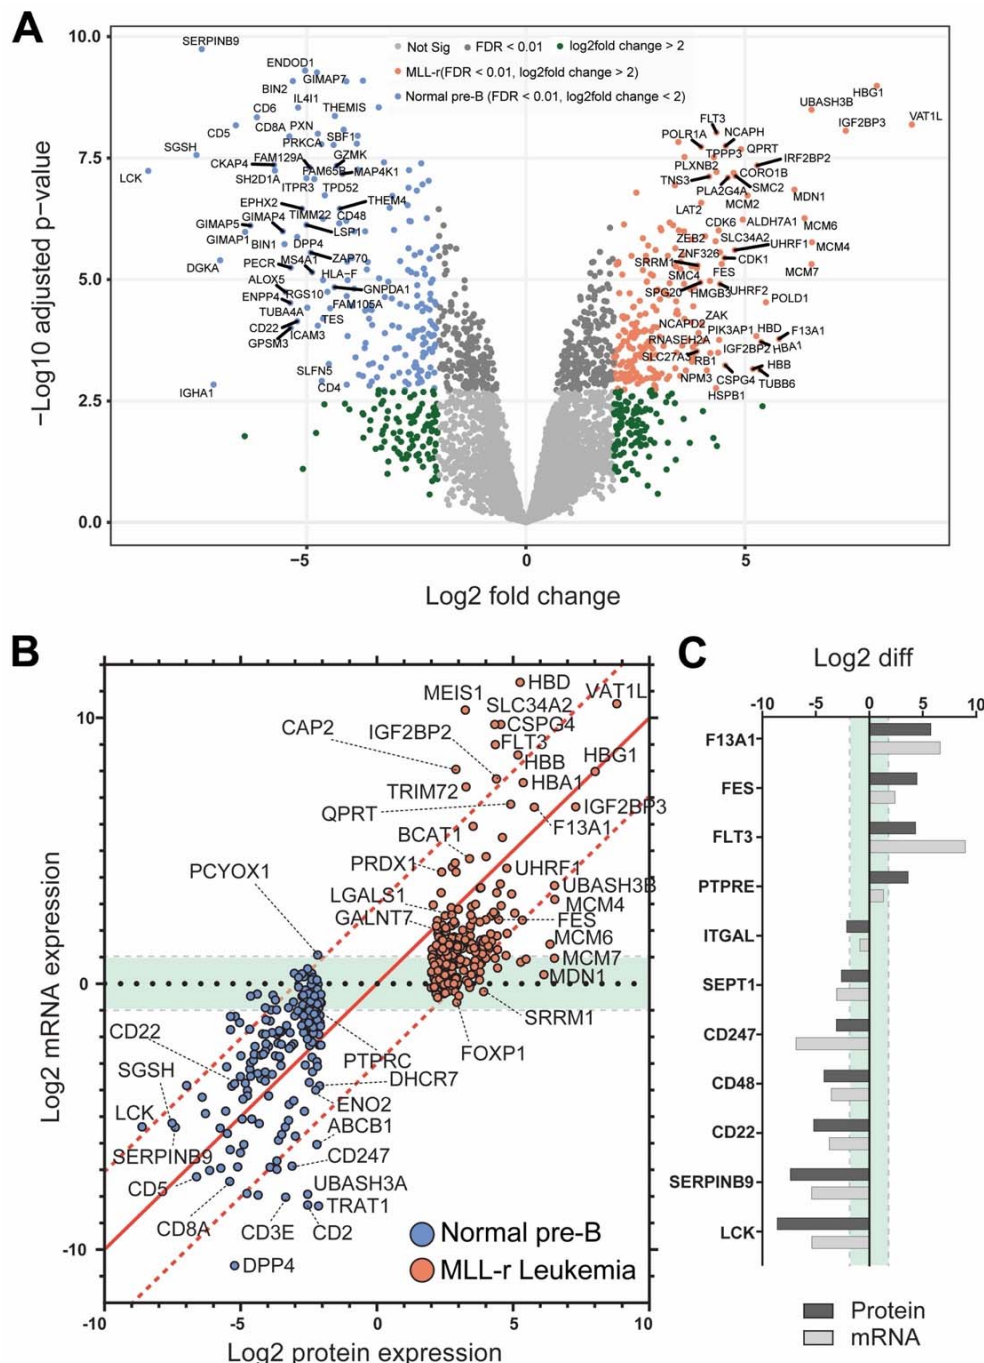 A
● Not Sig ● FDR < 0.01 ● log2fold change > 2
● MLL-r(FDR < 0.01, log2fold change > 2)
● Normal pre-B (FDR < 0.01, log2fold change < 2)
10.0
7.5
5.0
2.5
0.0
−Log10 adjusted p−value
−5
0
5
Log2 fold change
SERPINB9
ENDOD1
GIMAP7
BIN2
IL4I1
CD6
THEMIS
CD5
CD8A
PXN
SBF1
PRKCA
SGSH
FAM129A
GZMK
CKAP4
FAM65B
MAP4K1
LCK
SH2D1A
ITPR3
TPD52
EPHX2
THEM4
GIMAP4
TIMM22
CD48
GIMAP5
LSP1
GIMAP1
BIN1
DPP4
ZAP70
DGKA
PECR
MS4A1
HLA−F
ALOX5
RGS10
GNPDA1
ENPP4
FAM105A
TUBA4A
TES
CD22
ICAM3
GPSM3
SLFN5
CD4
IGHA1
HBG1
UBASH3B
VAT1L
IGF2BP3
FLT3
POLR1A
NCAPH
TPPP3
QPRT
IRF2BP2
PLXNB2
CORO1B
TNS3
SMC2
PLA2G4A
MDN1
LAT2
MCM2
CDK6
ALDH7A1
MCM6
ZEB2
SLC34A2
UHRF1
MCM4
ZNF326
SRRM1
CDK1
SMC4
FES
MCM7
SPG20
HMGB3
UHRF2
POLD1
ZAK
NCAPD2
PIK3AP1
HBD
F13A1
RNASEH2A
IGF2BP2
HBA1
SLC27A5
RB1
HBB
NPM3
CSPG4
TUBB6
HSPB1
B
Log2 mRNA expression
10
0
-10
-10
-5
0
5
10
Log2 protein expression
MEIS1
HBD
VAT1L
SLC34A2
CAP2
CSPG4
IGF2BP2
FLT3
HBB
HBG1
TRIM72
HBA1
QPRT
IGF2BP3
F13A1
BCAT1
PRDX1
UHRF1
PCYOX1
LGALS1
UBASH3B
GALNT7
MCM4
FES
MCM6
MCM7
MDN1
SRRM1
CD22
FOXP1
PTPRC
SGSH
DHCR7
LCK
ENO2
ABCB1
SERPINB9
CD247
CD5
UBASH3A
CD8A
TRAT1
CD3E
CD2
DPP4
Normal pre-B
MLL-r Leukemia
C
Log2 diff
-10
-5
0
5
10
F13A1
FES
FLT3
PTPRE
ITGAL
SEPT1
CD247
CD48
CD22
SERPINB9
LCK
Protein
mRNA